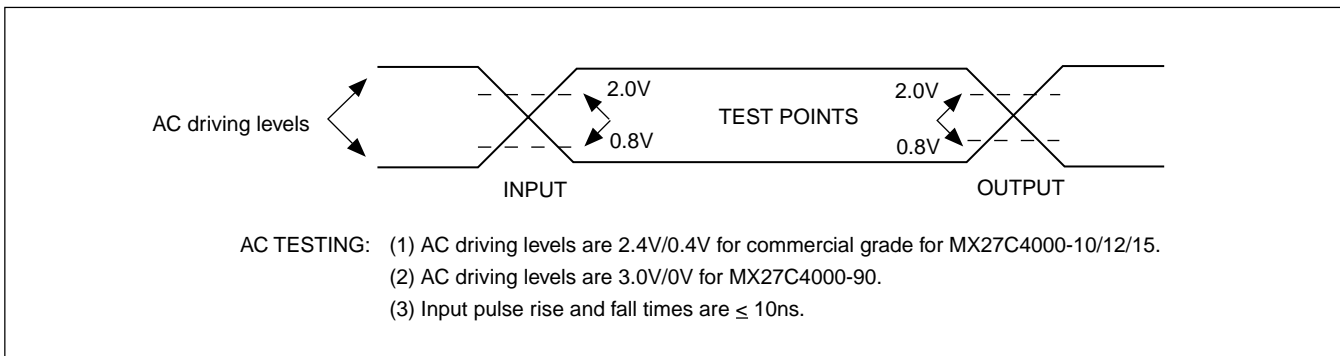 2.0V
2.0V
AC driving levels
TEST POINTS
0.8V
0.8V
INPUT
OUTPUT
AC TESTING: (1) AC driving levels are 2.4V/0.4V for commercial grade for MX27C4000-10/12/15.
(2) AC driving levels are 3.0V/0V for MX27C4000-90.
(3) Input pulse rise and fall times are ≤ 10ns.